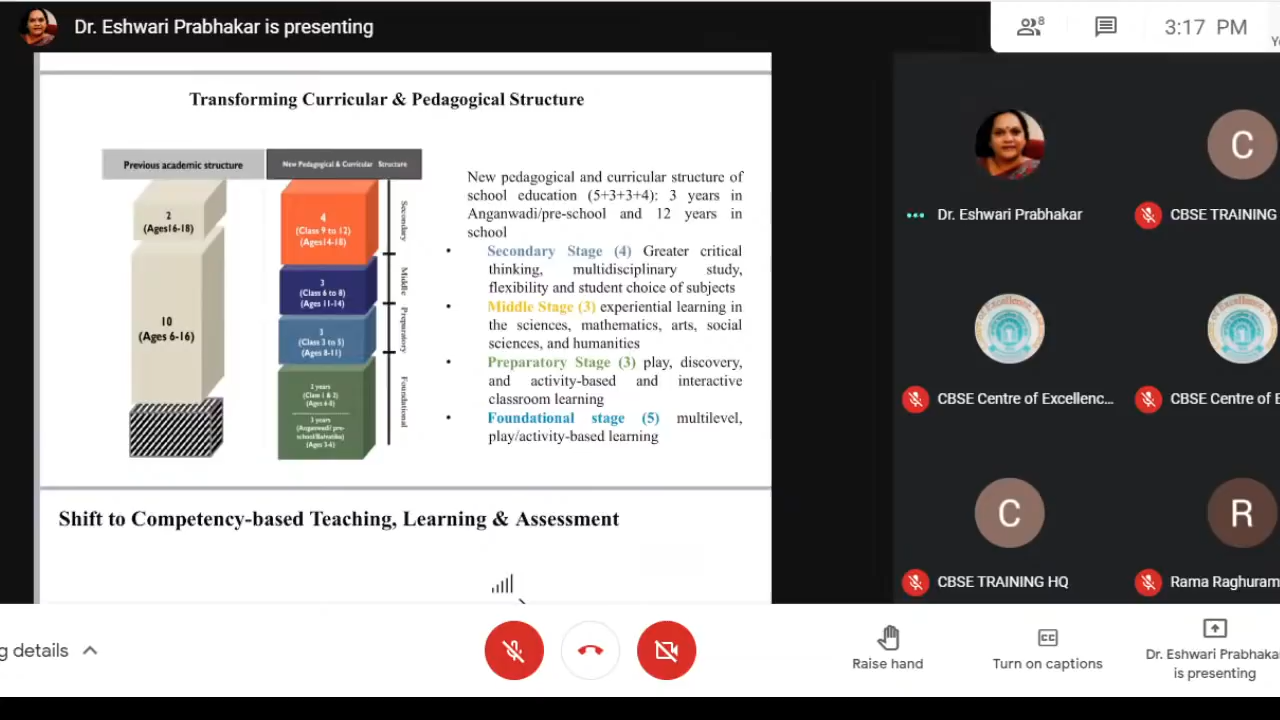 Dr. Eshwari Prabhakar is presenting
8
3:17 PM
Transforming Curricular & Pedagogical Structure
Previous academic structure
New Pedagogical & Curricular Structure
2
(Ages16-18)
10
(Ages 6-16)
4
(Class 9 to 12)
(Ages14-18)
3
(Class 6 to 8)
(Ages 11-14)
3
(Class 3 to 5)
(Ages 8-11)
2 years
(Class 1 & 2)
(Ages 6-8)
3 years
(Anganwadi/ pre-
school/Balvatika)
(Ages 3-6)
Secondary
Middle
Preparatory
Foundational
New pedagogical and curricular structure of
school education (5+3+3+4): 3 years in
Anganwadi/pre-school and 12 years in
school
• Secondary Stage (4) Greater critical
thinking, multidisciplinary study,
flexibility and student choice of subjects
• Middle Stage (3) experiential learning in
the sciences, mathematics, arts, social
sciences, and humanities
• Preparatory Stage (3) play, discovery,
and activity-based and interactive
classroom learning
• Foundational stage (5) multilevel,
play/activity-based learning
Shift to Competency-based Teaching, Learning & Assessment
C
Dr. Eshwari Prabhakar
CBSE TRAINING
CBSE Centre of Excellenc...
CBSE Centre of E
C
R
CBSE TRAINING HQ
Rama Raghuram
g details
Raise hand
CC
Turn on captions
Dr. Eshwari Prabhaka
is presenting